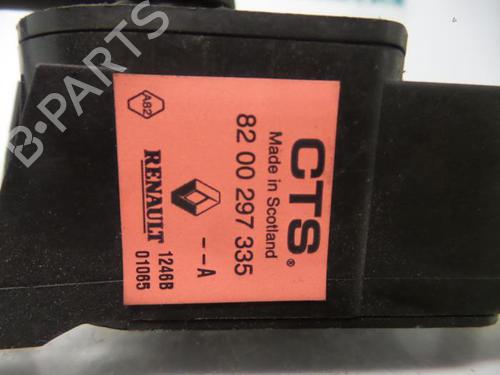 CTS®
Made in Scotland
82 00 297 335
--A
A82
RENAULT
1246B
01065
B-PARTS